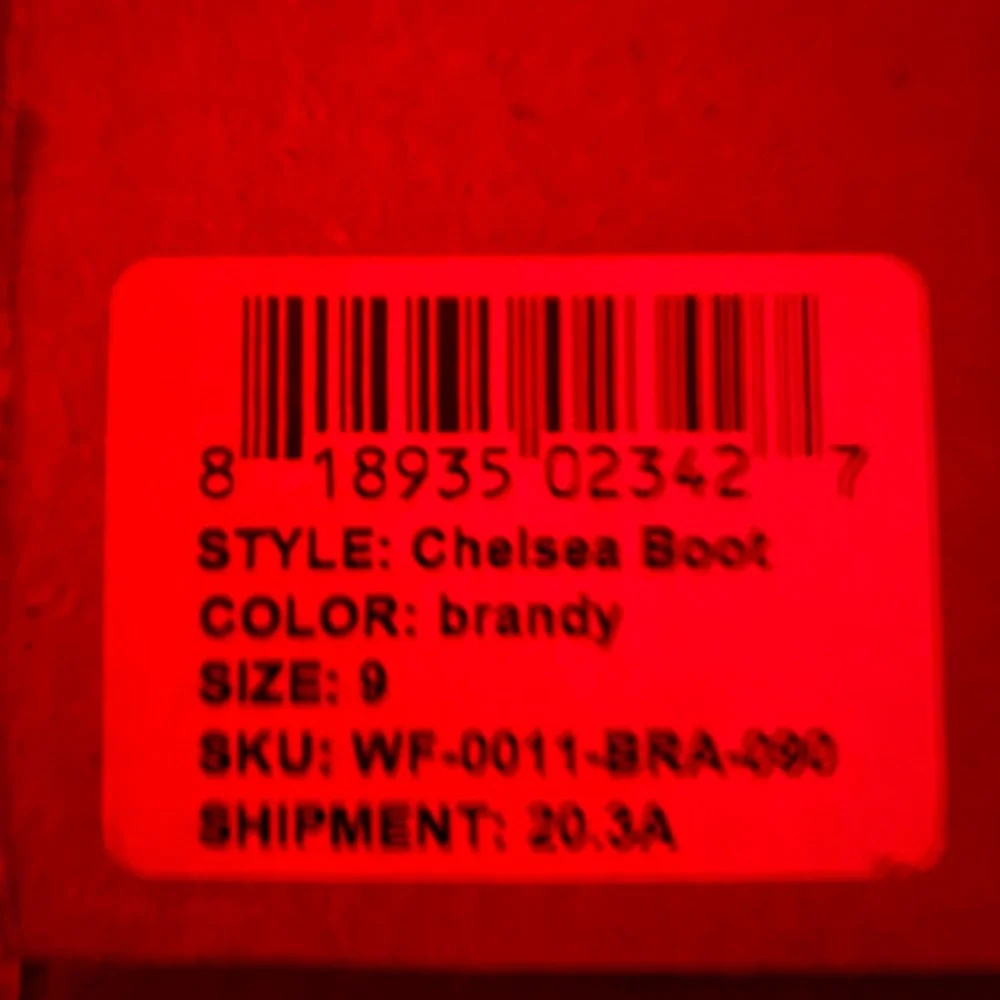 8 18935 02342 7
STYLE: Chelsea Boot
COLOR: brandy
SIZE: 9
SKU: WF-0011-BRA-090
SHIPMENT: 20.3A